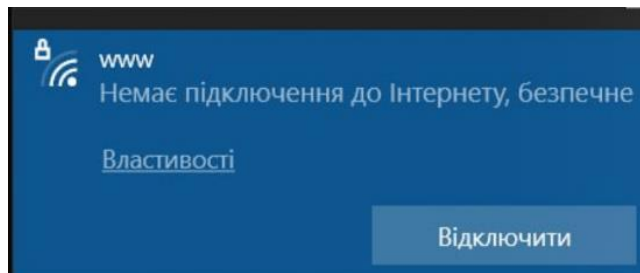 www
Немає підключення до Інтернету, безпечне
Властивості
Відключити